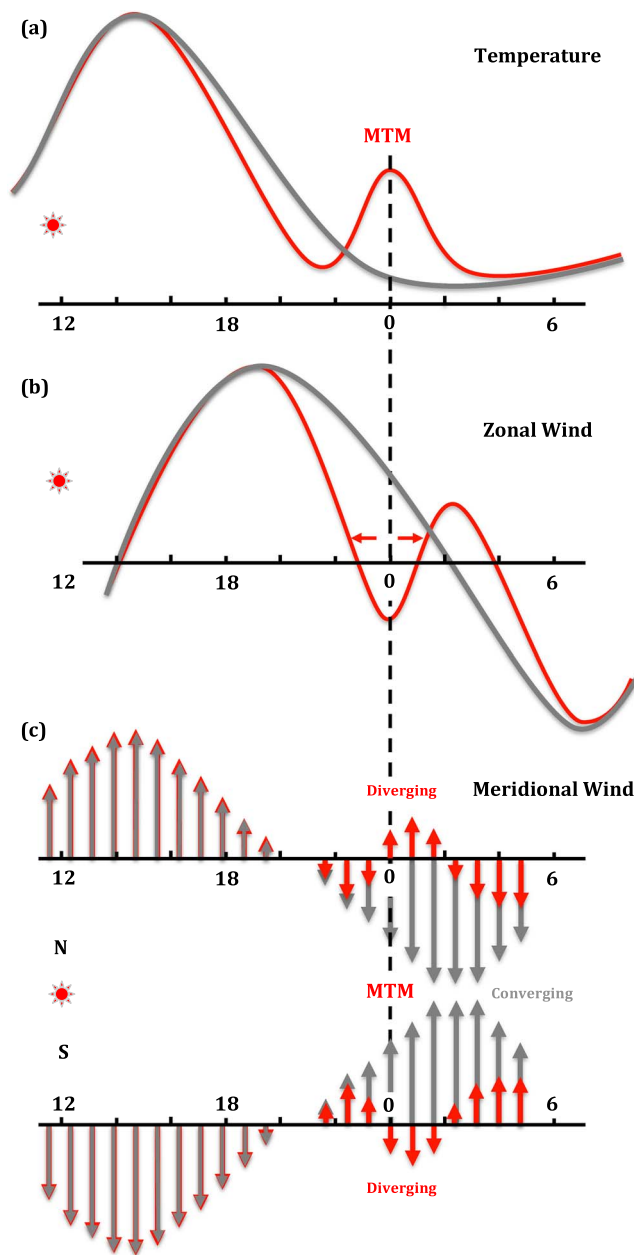 (a)
Temperature
MTM
12 18 0 6
(b)
Zonal Wind
12 18 0 6
(c)
Diverging Meridional Wind
12 18 0 6
N
MTM Converging
S
12 18 0 6
Diverging